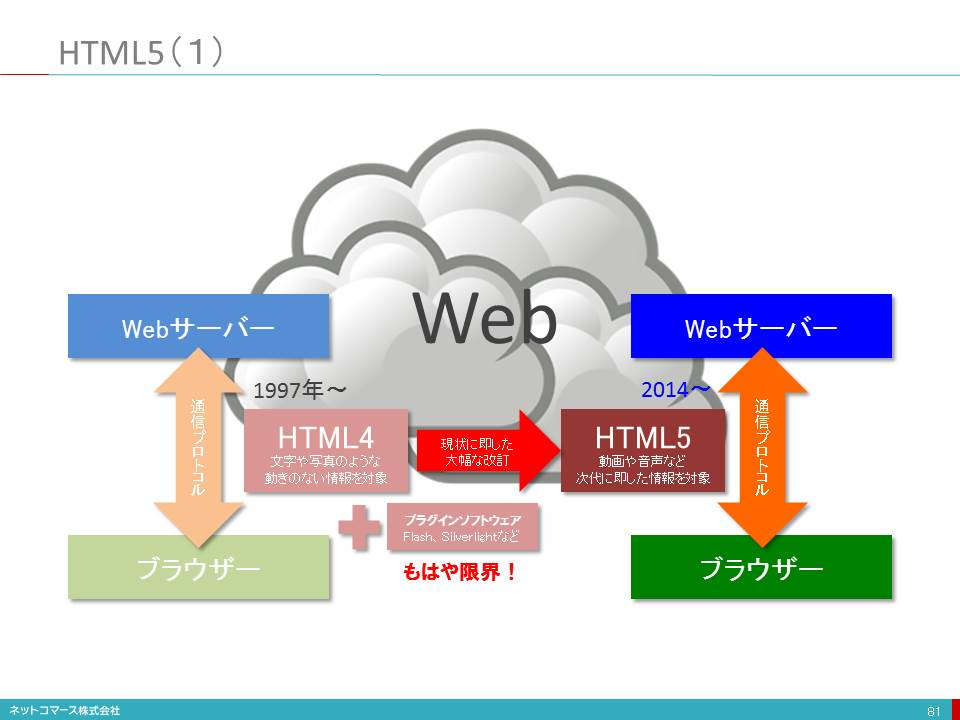 HTML5（１）
Web
Webサーバー
Webサーバー
1997年～
2014～
通信プロトコル
HTML4
文字や写真のような
動きのない情報を対象
現状に即した
大幅な改訂
HTML5
動画や音声など
次代に即した情報を対象
通信プロトコル
プラグインソフトウェア
Flash、Silverlightなど
もはや限界！
ブラウザー
ブラウザー
ネットコマース株式会社
81